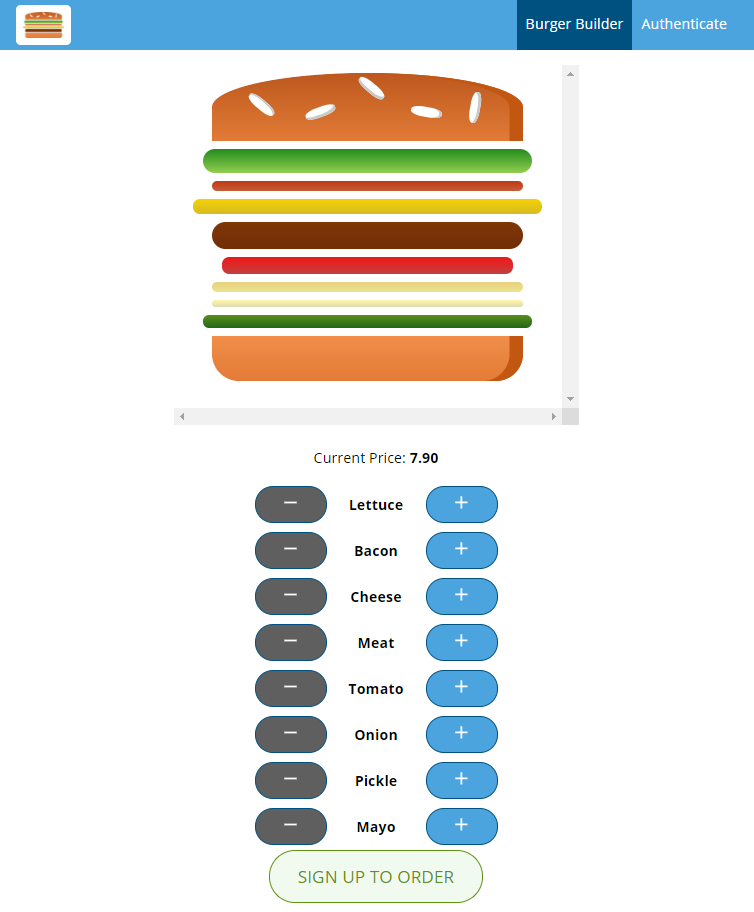 Burger Builder Authenticate
Current Price: 7.90
− Lettuce +
− Bacon +
− Cheese +
− Meat +
− Tomato +
− Onion +
− Pickle +
− Mayo +
SIGN UP TO ORDER